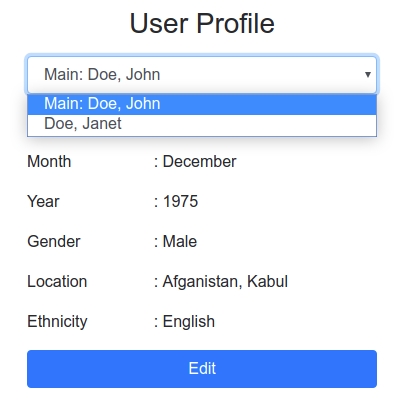 User Profile
Main: Doe, John
Main: Doe, John
Doe, Janet
Month : December
Year : 1975
Gender : Male
Location : Afganistan, Kabul
Ethnicity : English
Edit